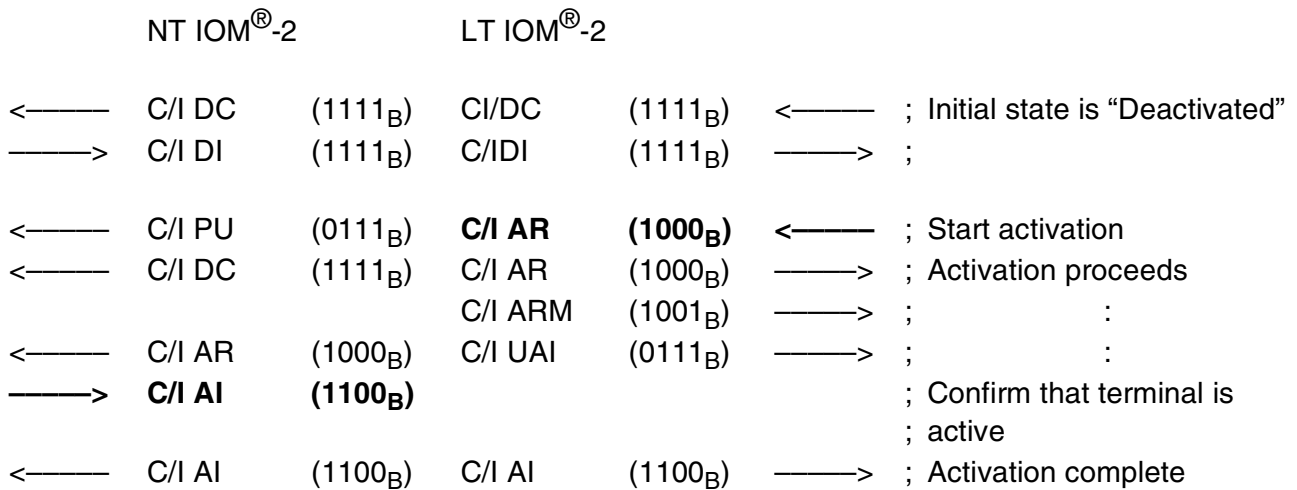 NT IOM®-2 LT IOM®-2
<––––– C/I DC (1111B) CI/DC (1111B) <––––– ; Initial state is “Deactivated”
–––––> C/I DI (1111B) C/IDI (1111B) –––––> ;
<––––– C/I PU (0111B) C/I AR (1000B) <––––– ; Start activation
<––––– C/I DC (1111B) C/I AR (1000B) –––––> ; Activation proceeds
C/I ARM (1001B) –––––> ; :
<––––– C/I AR (1000B) C/I UAI (0111B) –––––> ; :
–––––> C/I AI (1100B) ; Confirm that terminal is
; active
<––––– C/I AI (1100B) C/I AI (1100B) –––––> ; Activation complete